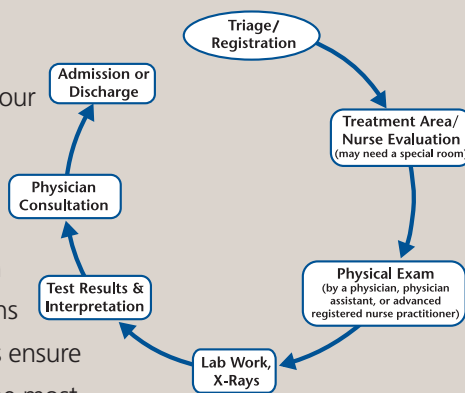 Triage/
Registration
Treatment Area/
Nurse Evaluation
(may need a special room)
Physical Exam
(by a physician, physician
assistant, or advanced
registered nurse practitioner)
Lab Work,
X-Rays
Test Results &
Interpretation
Physician
Consultation
Admission or
Discharge
our
ns
s ensure
most